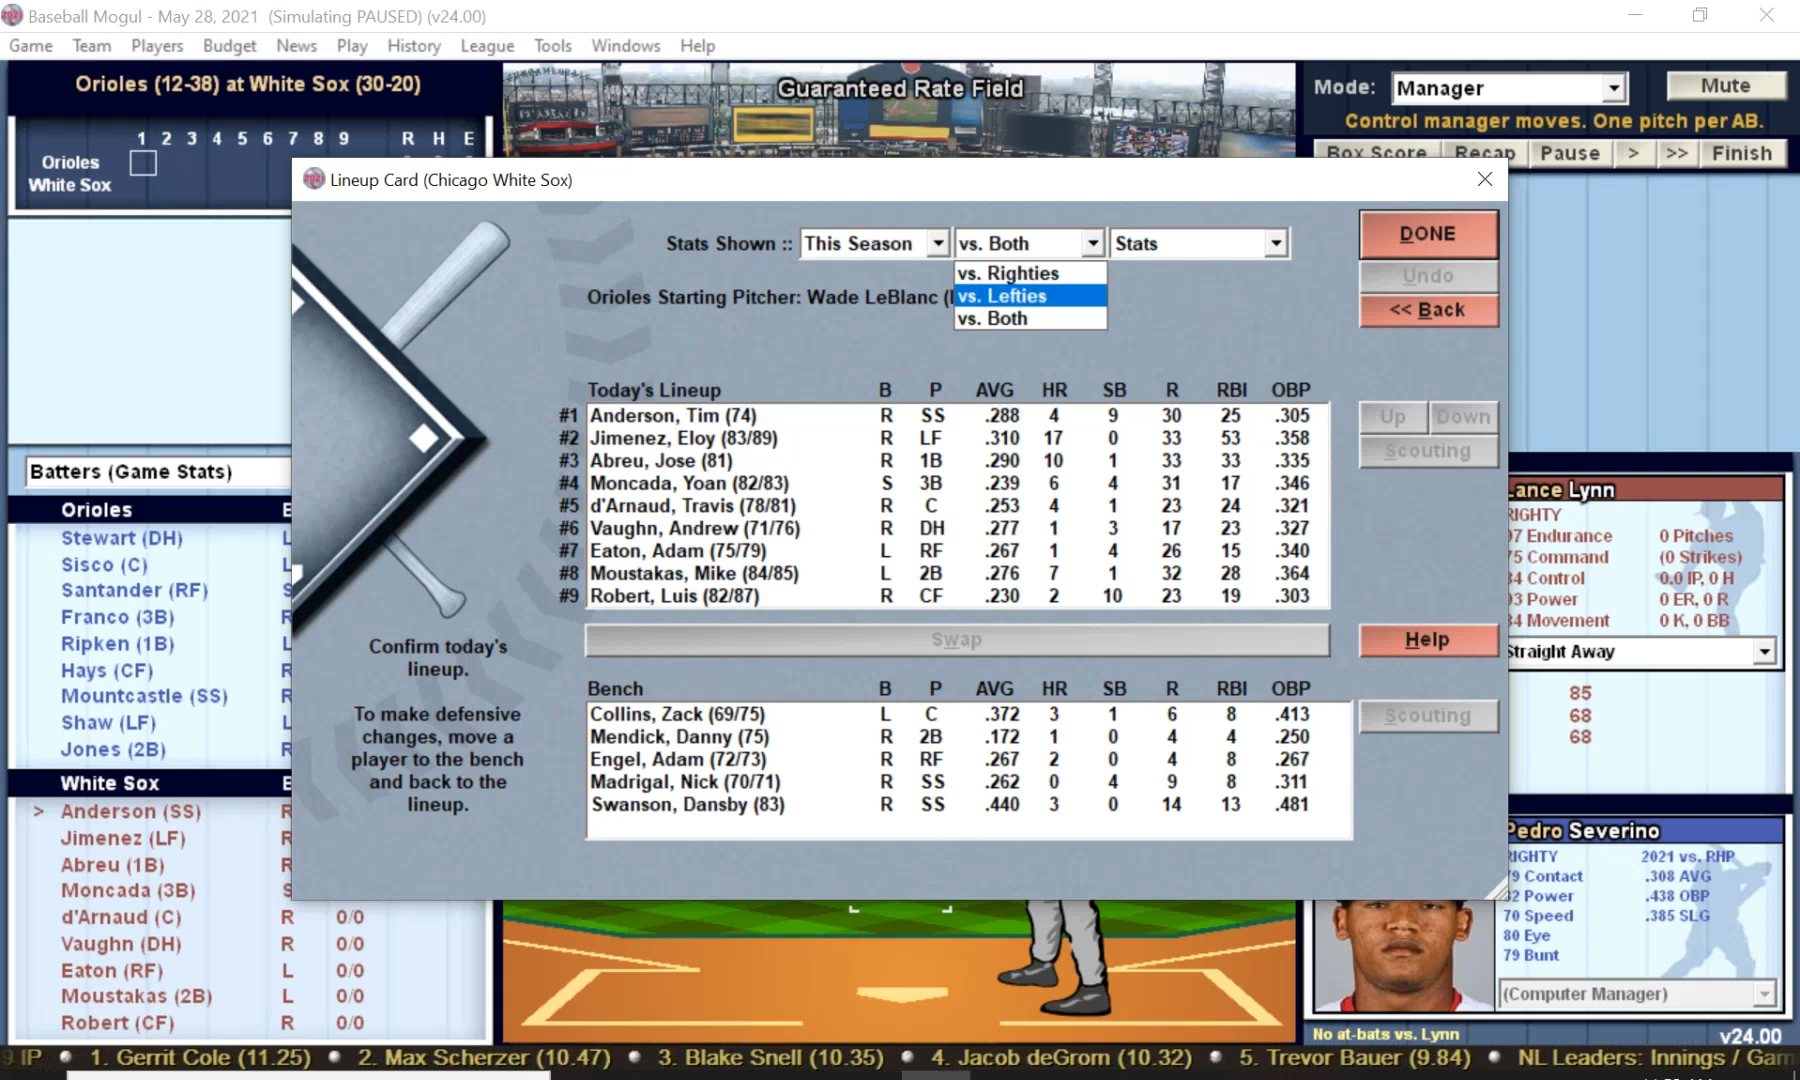 Baseball Mogul - May 28, 2021 (Simulating PAUSED) (v24.00)
Game Team Players Budget News Play History League Tools Windows Help
Orioles (12-38) at White Sox (30-20)
1 2 3 4 5 6 7 8 9 R H E
Orioles
White Sox
Guaranteed Rate Field
Mode: Manager Mute
Control manager moves. One pitch per AB.
Box Score Recap Pause > >> Finish
Lineup Card (Chicago White Sox)
Stats Shown :: This Season vs. Both Stats
vs. Righties
vs. Lefties
vs. Both
Orioles Starting Pitcher: Wade LeBlanc
DONE
Undo
<< Back
Today's Lineup B P AVG HR SB R RBI OBP
#1 Anderson, Tim (74) R SS .288 4 9 30 25 .305
#2 Jimenez, Eloy (83/89) R LF .310 17 0 33 53 .358
#3 Abreu, Jose (81) R 1B .290 10 1 33 33 .335
#4 Moncada, Yoan (82/83) S 3B .239 6 4 31 17 .346
#5 d'Arnaud, Travis (78/81) R C .253 4 1 23 24 .321
#6 Vaughn, Andrew (71/76) R DH .277 1 3 17 23 .327
#7 Eaton, Adam (75/79) L RF .267 1 4 26 15 .340
#8 Moustakas, Mike (84/85) L 2B .276 7 1 32 28 .364
#9 Robert, Luis (82/87) R CF .230 2 10 23 19 .303
Up Down
Scouting
Swap
Help
Confirm today's
lineup.
To make defensive
changes, move a
player to the bench
and back to the
lineup.
Bench B P AVG HR SB R RBI OBP
Collins, Zack (69/75) L C .372 3 1 6 8 .413
Mendick, Danny (75) R 2B .172 1 0 4 4 .250
Engel, Adam (72/73) R RF .267 2 0 4 8 .267
Madrigal, Nick (70/71) R SS .262 0 4 9 8 .311
Swanson, Dansby (83) R SS .440 3 0 14 13 .481
Scouting
Batters (Game Stats)
Orioles
Stewart (DH) L
Sisco (C) L
Santander (RF) S
Franco (3B) R
Ripken (1B) L
Hays (CF) R
Mountcastle (SS) R
Shaw (LF) L
Jones (2B) R
White Sox
> Anderson (SS) R
Jimenez (LF) R
Abreu (1B) R
Moncada (3B) S
d'Arnaud (C) R 0/0
Vaughn (DH) R 0/0
Eaton (RF) L 0/0
Moustakas (2B) L 0/0
Robert (CF) R 0/0
Lance Lynn
RIGHTY
Endurance 0 Pitches
Command (0 Strikes)
Control 0.0 IP, 0 H
Power 0 ER, 0 R
Movement 0 K, 0 BB
Straight Away
85
68
68
Pedro Severino
RIGHTY 2021 vs. RHP
79 Contact .308 AVG
Power .438 OBP
70 Speed .385 SLG
80 Eye
79 Bunt
(Computer Manager)
No at-bats vs. Lynn
v24.00
9 IP 1. Gerrit Cole (11.25) 2. Max Scherzer (10.47) 3. Blake Snell (10.35) 4. Jacob deGrom (10.32) 5. Trevor Bauer (9.84) NL Leaders: Innings /